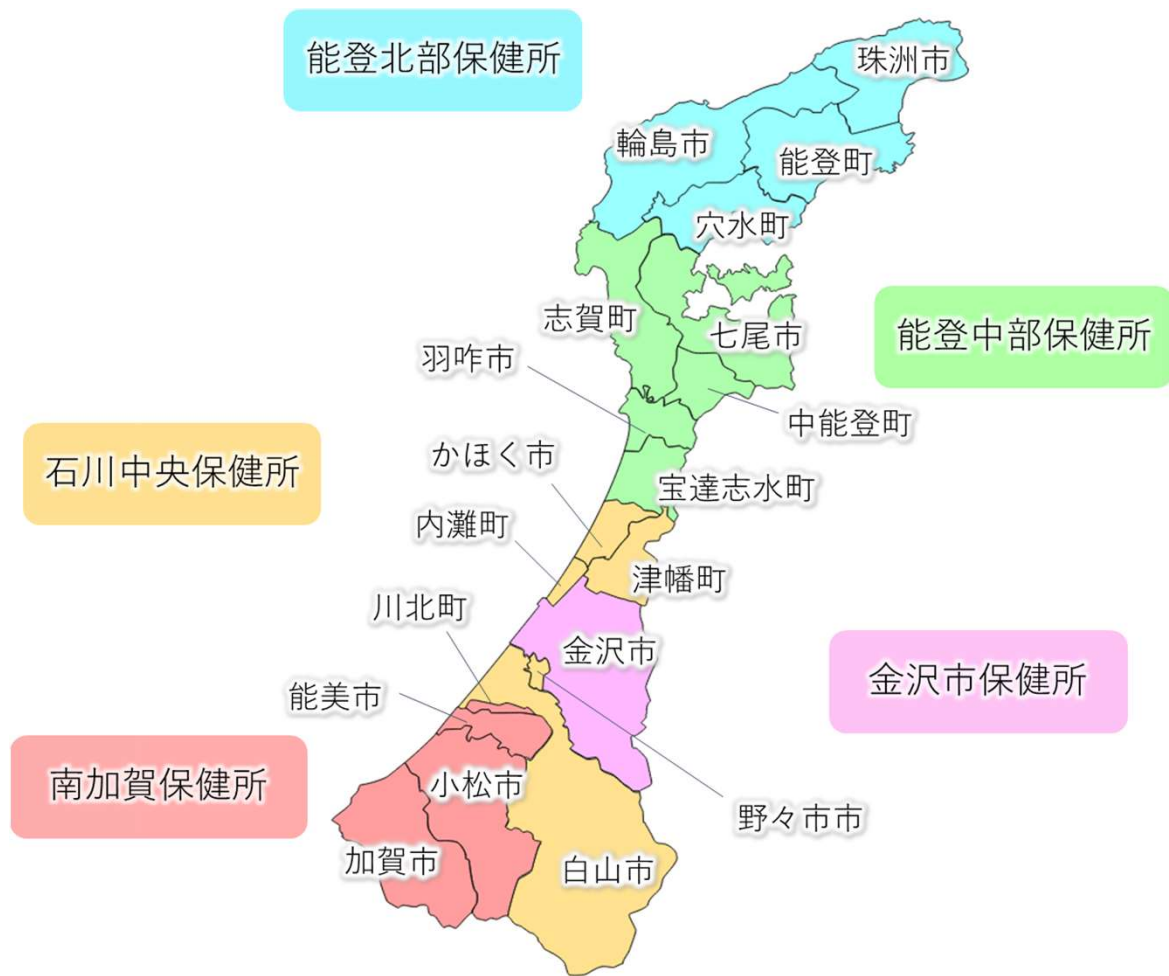 能登北部保健所
珠洲市
輪島市
能登町
穴水町
志賀町
七尾市
能登中部保健所
羽咋市
中能登町
かほく市
石川中央保健所
宝達志水町
内灘町
津幡町
川北町
金沢市
金沢市保健所
能美市
南加賀保健所
小松市
野々市市
加賀市
白山市